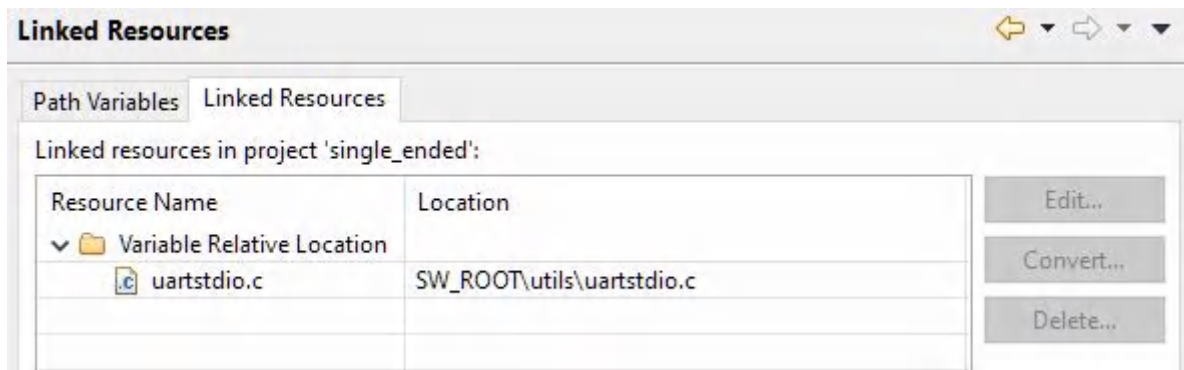 Linked Resources
Path Variables Linked Resources
Linked resources in project 'single_ended':
Resource Name Location
Variable Relative Location
.c uartstdio.c SW_ROOT\utils\uartstdio.c
Edit...
Convert...
Delete...